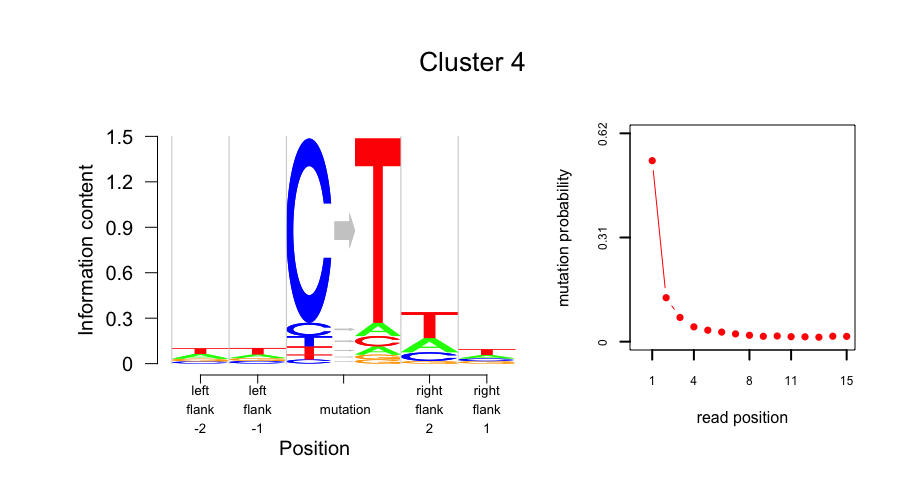 Cluster 4
Information content
1.5
1.2
0.9
0.6
0.3
0
C T
left flank -2
left flank -1
mutation
right flank 2
right flank 1
Position
mutation probability
0.62
0.31
0
1 4 8 11 15
read position